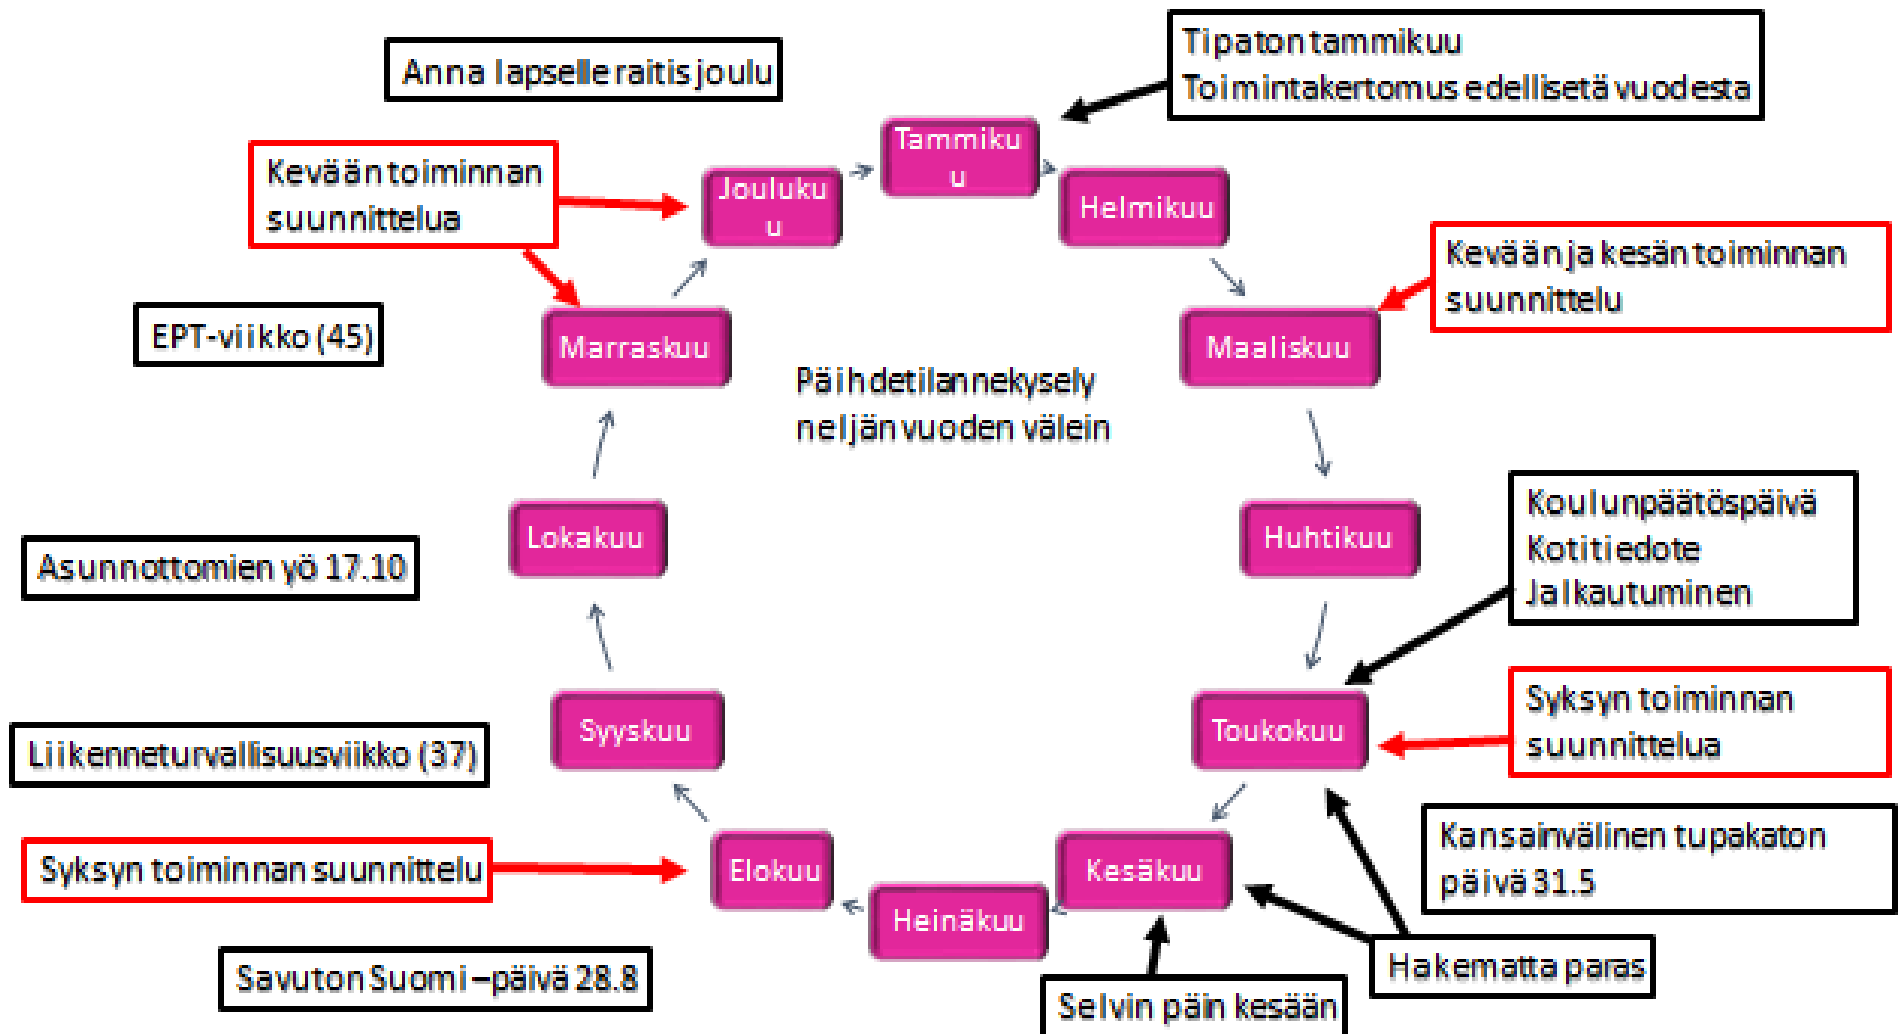 Anna lapselle raitis joulu
Tipaton tammikuu
Toimintakertomus edellisetä vuodesta
Tammiku
u
Kevään toiminnan
suunnittelua
Jouluku
u
Helmikuu
Kevään ja kesän toiminnan
suunnittelu
EPT-viikko (45)
Marraskuu
Maaliskuu
Päihdetilannekysely
neljän vuoden välein
Lokakuu
Huhtikuu
Koulunpäätöspäivä
Kotitiedote
Jalkautuminen
Asunnottomien yö 17.10
Syyskuu
Toukokuu
Syksyn toiminnan
suunnittelua
Liikenneturvallisuusviikko (37)
Syksyn toiminnan suunnittelu
Elokuu
Kesäkuu
Heinäkuu
Kansainvälinen tupakaton
päivä 31.5
Hakematta paras
Savuton Suomi –päivä 28.8
Selvin päin kesään